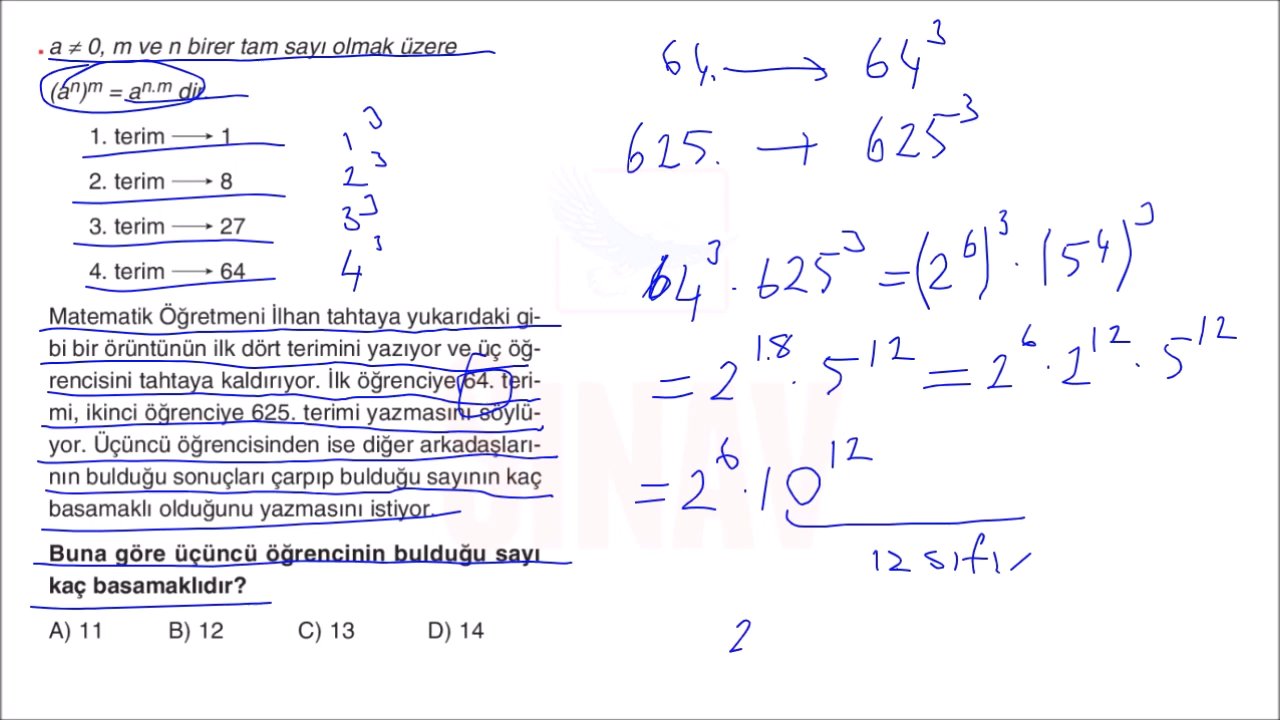 . a ≠ 0, m ve n birer tam sayı olmak üzere
(aⁿ)ᵐ = aⁿ·ᵐ dir.
1. terim ⟶ 1 1³
2. terim ⟶ 8 2³
3. terim ⟶ 27 3³
4. terim ⟶ 64 4³
Matematik Öğretmeni İlhan tahtaya yukarıdaki gi-
bi bir örüntünün ilk dört terimini yazıyor ve üç öğ-
rencisini tahtaya kaldırıyor. İlk öğrenciye 64. teri-
mi, ikinci öğrenciye 625. terimi yazmasını söylü-
yor. Üçüncü öğrencisinden ise diğer arkadaşları-
nın bulduğu sonuçları çarpıp bulduğu sayının kaç
basamaklı olduğunu yazmasını istiyor.
Buna göre üçüncü öğrencinin bulduğu sayı
kaç basamaklıdır?
A) 11 B) 12 C) 13 D) 14
64. ⟶ 64³
625. ⟶ 625³
64³ · 625³ = (2⁶)³ · (5⁴)³
= 2¹⁸ · 5¹² = 2⁶ · 2¹² · 5¹²
= 2⁶ · 10¹²
12 sıfır
2
SINAV